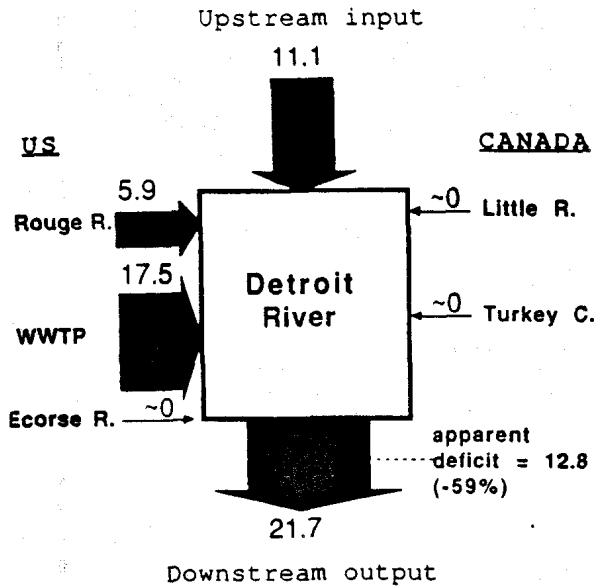 Upstream input
11.1
US
CANADA
5.9
Rouge R.
~0
Little R.
17.5
Detroit
River
~0
Turkey C.
WWTP
Ecorse R.
~0
apparent
deficit = 12.8
(-59%)
21.7
Downstream output